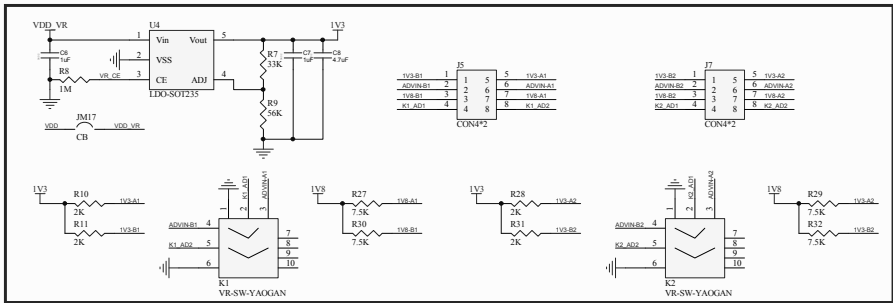 VDD_VR
U4
1V3
1 Vin Vout 5
2 VSS
3 CE ADJ 4
LDO-SOT235
C6
1uF
R8
1M
VR_CE
R7
33K
R9
56K
C7
1uF
C8
4.7uF
JM17
VDD VDD_VR
CB
J5
1V3-B1 1 5 1V3-A1
ADVIN-B1 2 6 ADVIN-A1
1V8-B1 3 7 1V8-A1
K1_AD1 4 8 K1_AD2
CON4*2
J7
1V3-B2 1 5 1V3-A2
ADVIN-B2 2 6 ADVIN-A2
1V8-B2 3 7 1V8-A2
K2_AD1 4 8 K2_AD2
CON4*2
1V3
R10
2K
1V3-A1
R11
2K
1V3-B1
1
2 K1_AD1
3 ADVIN-A1
ADVIN-B1 4
K1_AD2 5
6
7
8
9
10
K1
VR-SW-YAOGAN
1V8
R27
7.5K
1V8-A1
R30
7.5K
1V8-B1
1V3
R28
2K
1V3-A2
R31
2K
1V3-B2
1
2 K2_AD1
3 ADVIN-A2
ADVIN-B2 4
K2_AD2 5
6
7
8
9
10
K2
VR-SW-YAOGAN
1V8
R29
7.5K
1V3-A2
R32
7.5K
1V3-B2